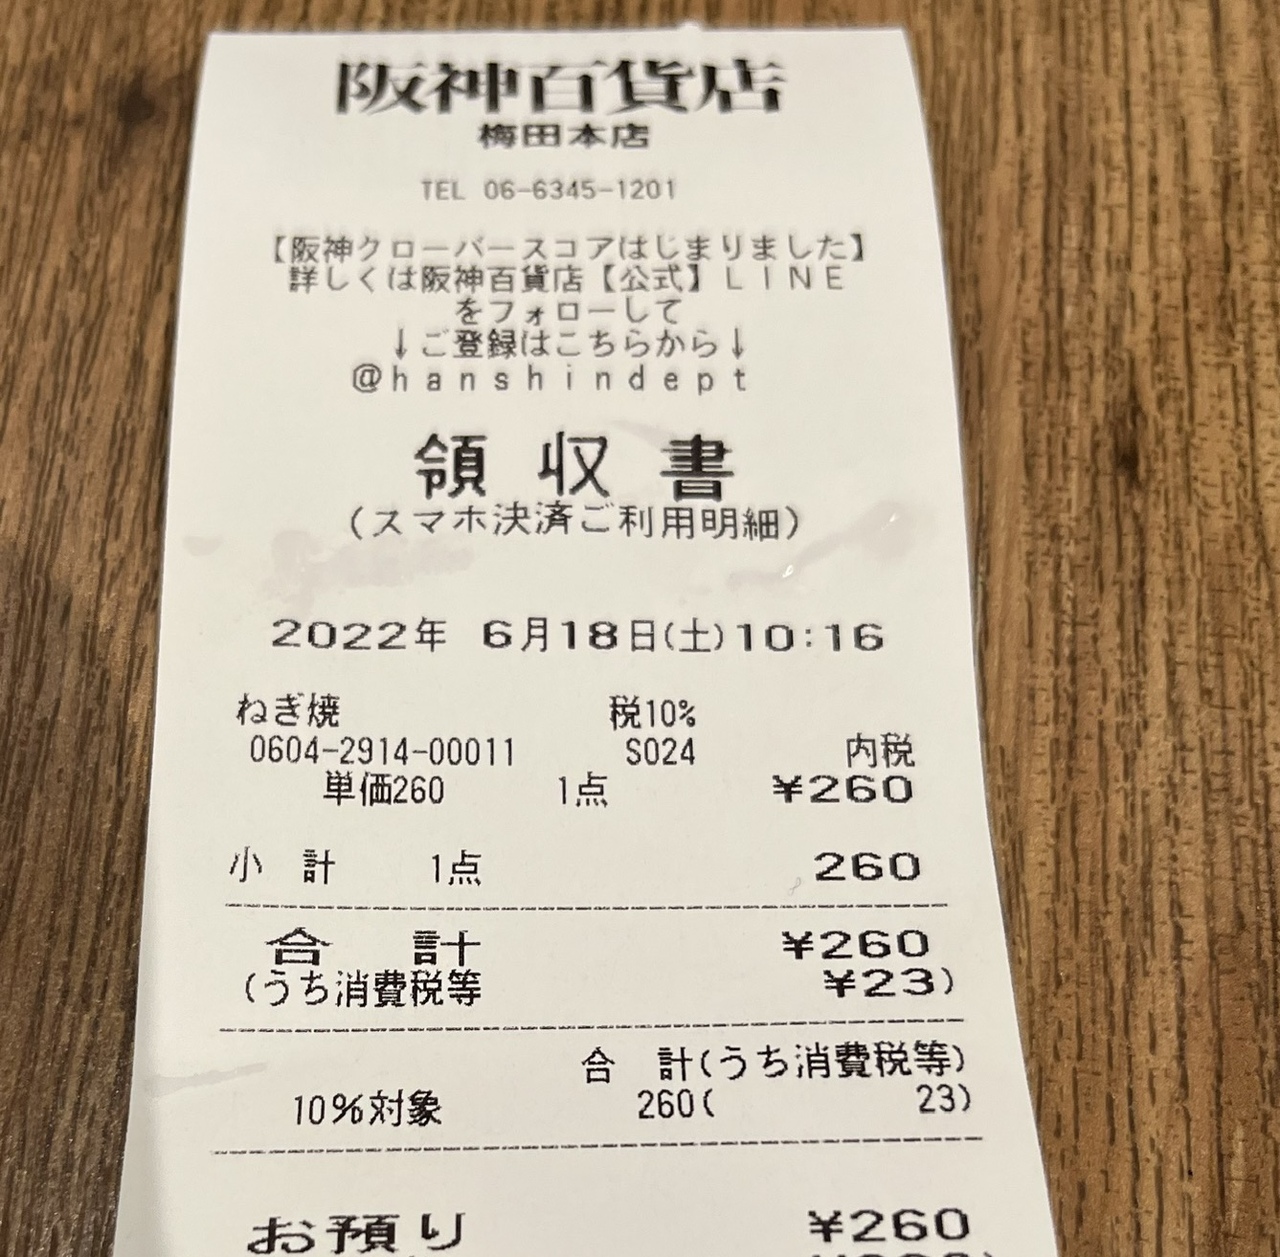 阪神百貨店
梅田本店
TEL 06-6345-1201
【阪神クローバースコアはじまりました】
詳しくは阪神百貨店【公式】ＬＩＮＥ
をフォローして
↓ご登録はこちらから↓
＠ｈａｎｓｈｉｎｄｅｐｔ
領収書
(スマホ決済ご利用明細)
2022年 6月18日(土)10:16
ねぎ焼 税10%
0604-2914-00011 S024 内税
単価260 1点 ¥260
小 計 1点 260
合 計 ¥260
(うち消費税等 ¥23)
合 計(うち消費税等)
10%対象 260( 23)
お預り ¥260